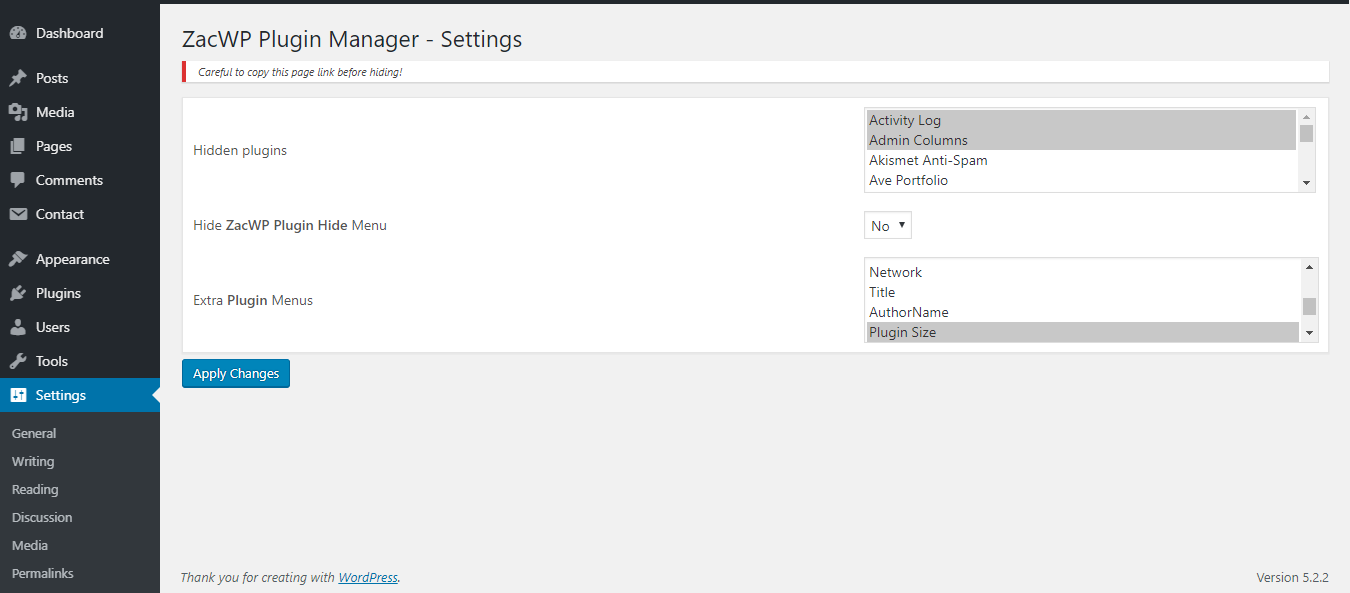 Dashboard
Posts
Media
Pages
Comments
Contact
Appearance
Plugins
Users
Tools
Settings
General
Writing
Reading
Discussion
Media
Permalinks
ZacWP Plugin Manager - Settings
Careful to copy this page link before hiding!
Hidden plugins
Activity Log
Admin Columns
Akismet Anti-Spam
Ave Portfolio
Hide ZacWP Plugin Hide Menu
No
Extra Plugin Menus
Network
Title
AuthorName
Plugin Size
Apply Changes
Thank you for creating with WordPress.
Version 5.2.2